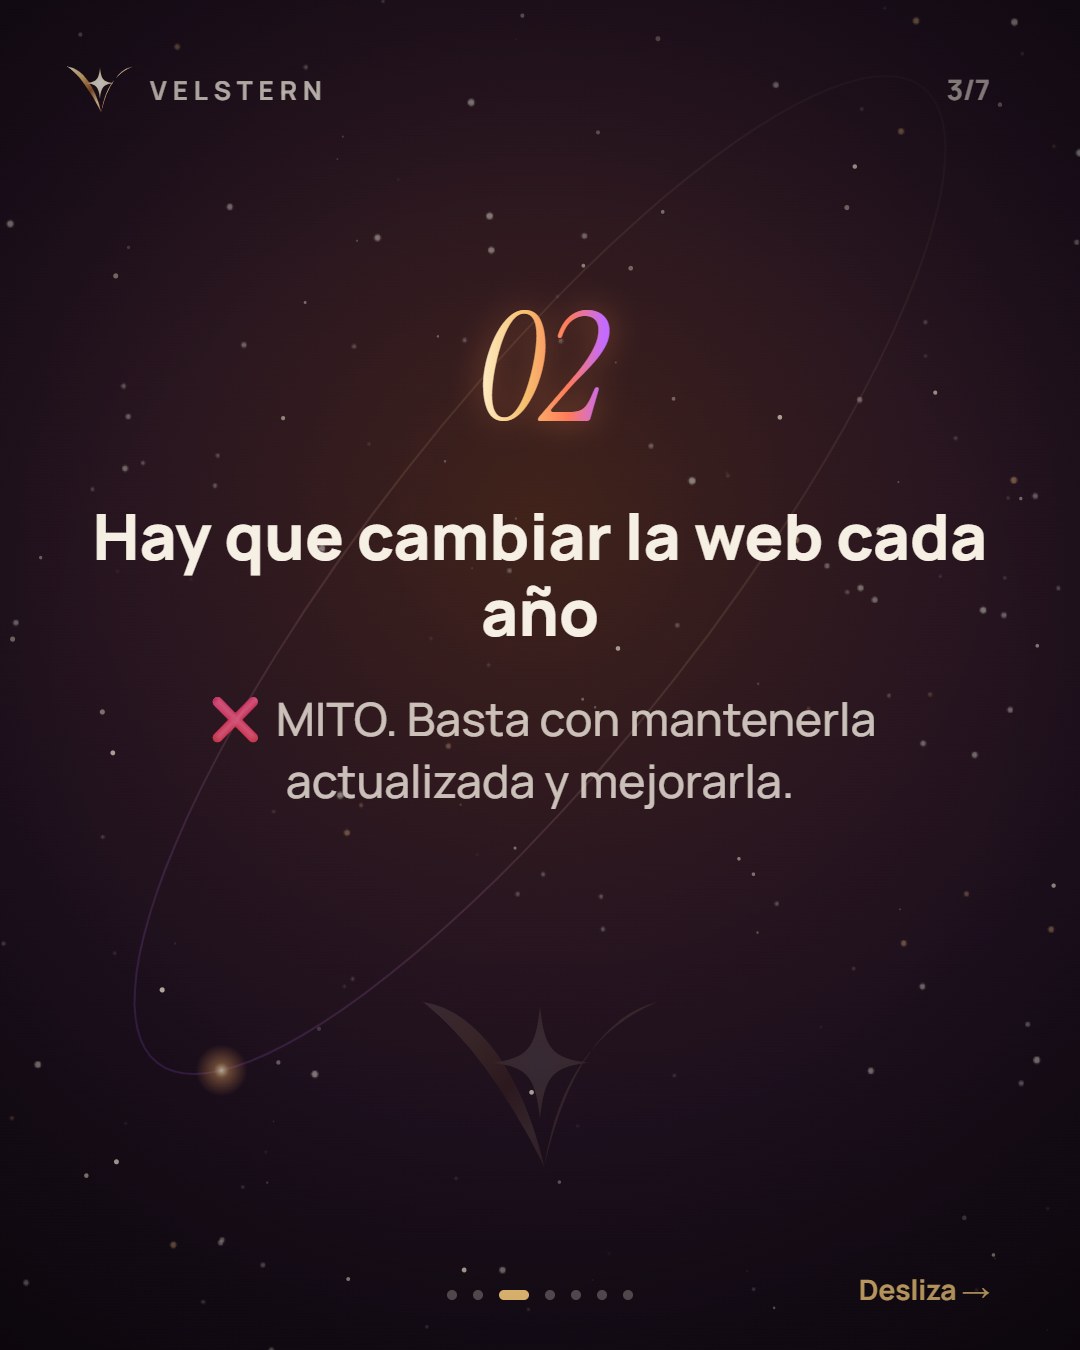 VELSTERN
3/7
02
Hay que cambiar la web cada
año
❌ MITO. Basta con mantenerla
actualizada y mejorarla.
Desliza →